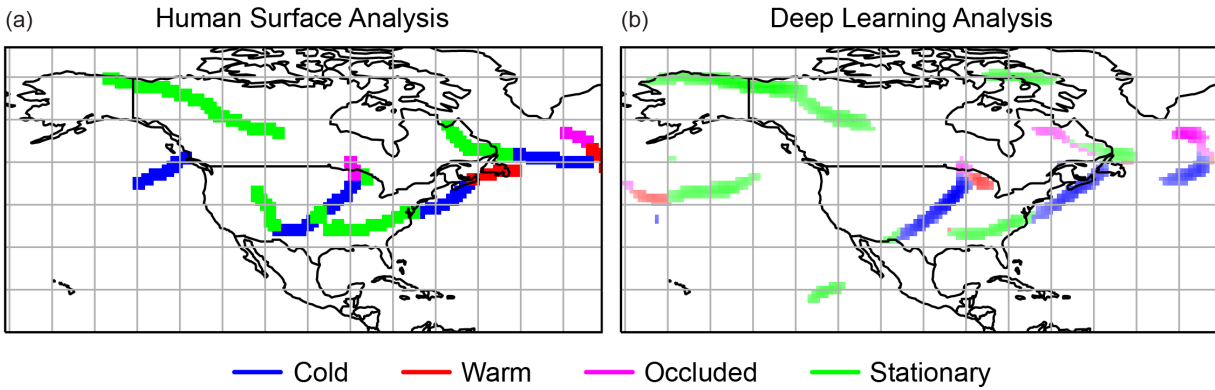 (a) Human Surface Analysis
(b) Deep Learning Analysis
Cold Warm Occluded Stationary